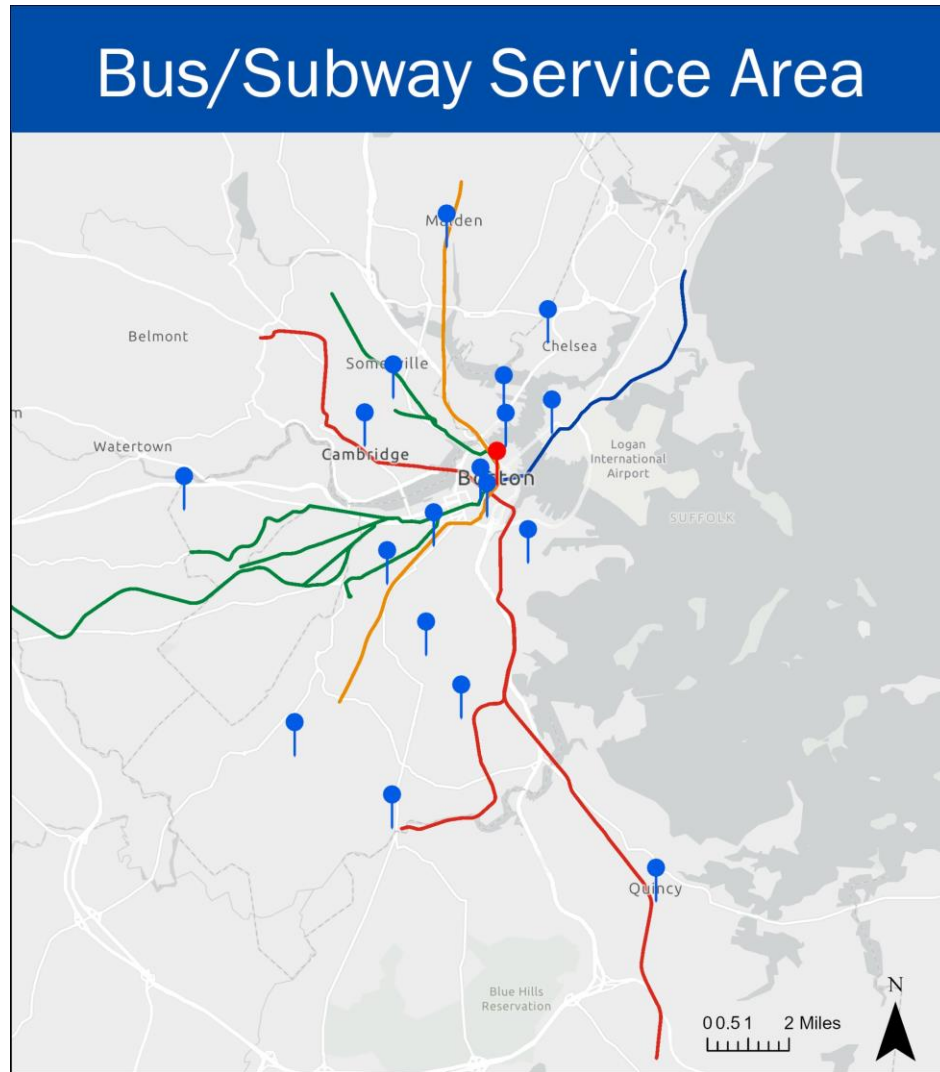 Bus/Subway Service Area
Malden
Belmont
Somerville
Chelsea
m
Watertown
Cambridge
Boston
Logan
International
Airport
SUFFOLK
Quincy
Blue Hills
Reservation
N
0 0.5 1 2 Miles